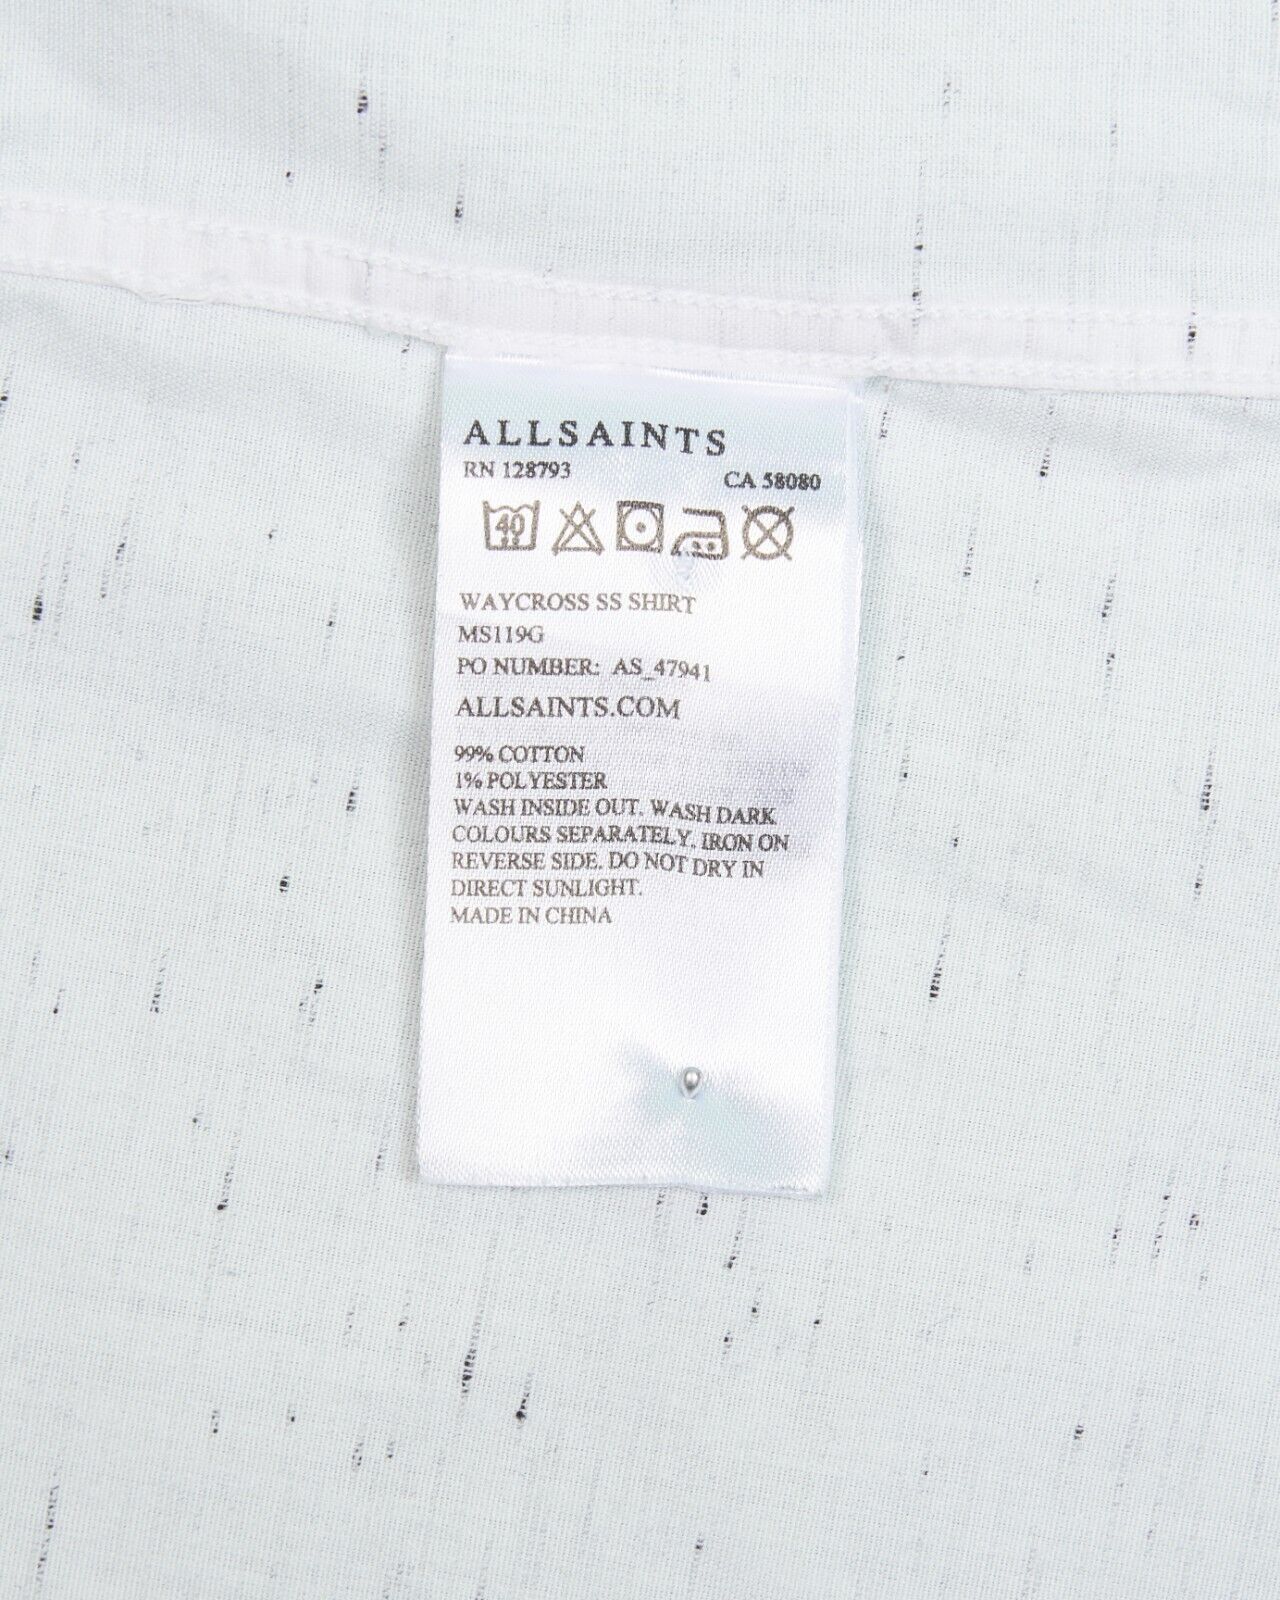 ALLSAINTS
RN 128793 CA 58080
40
WAYCROSS SS SHIRT
MS119G
PO NUMBER: AS_47941
ALLSAINTS.COM
99% COTTON
1% POLYESTER
WASH INSIDE OUT. WASH DARK
COLOURS SEPARATELY. IRON ON
REVERSE SIDE. DO NOT DRY IN
DIRECT SUNLIGHT.
MADE IN CHINA